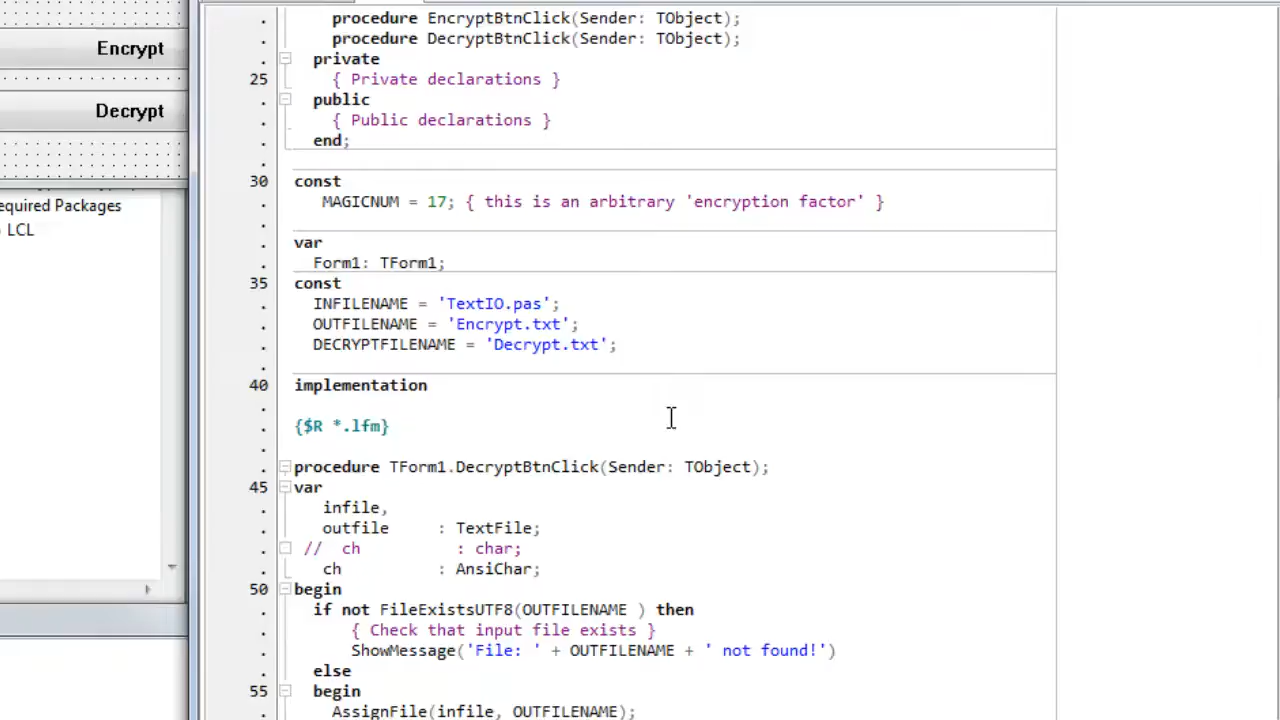 Encrypt
Decrypt
equired Packages
LCL
. procedure EncryptBtnClick(Sender: TObject);
. procedure DecryptBtnClick(Sender: TObject);
. private
25 { Private declarations }
. public
. { Public declarations }
. end;
.
30 const
. MAGICNUM = 17; { this is an arbitrary 'encryption factor' }
.
. var
. Form1: TForm1;
35 const
. INFILENAME = 'TextIO.pas';
. OUTFILENAME = 'Encrypt.txt';
. DECRYPTFILENAME = 'Decrypt.txt';
.
40 implementation
.
. {$R *.lfm}
.
. procedure TForm1.DecryptBtnClick(Sender: TObject);
45 var
. infile,
. outfile : TextFile;
. // ch : char;
. ch : AnsiChar;
50 begin
. if not FileExistsUTF8(OUTFILENAME ) then
. { Check that input file exists }
. ShowMessage('File: ' + OUTFILENAME + ' not found!')
. else
55 begin
. AssignFile(infile, OUTFILENAME);